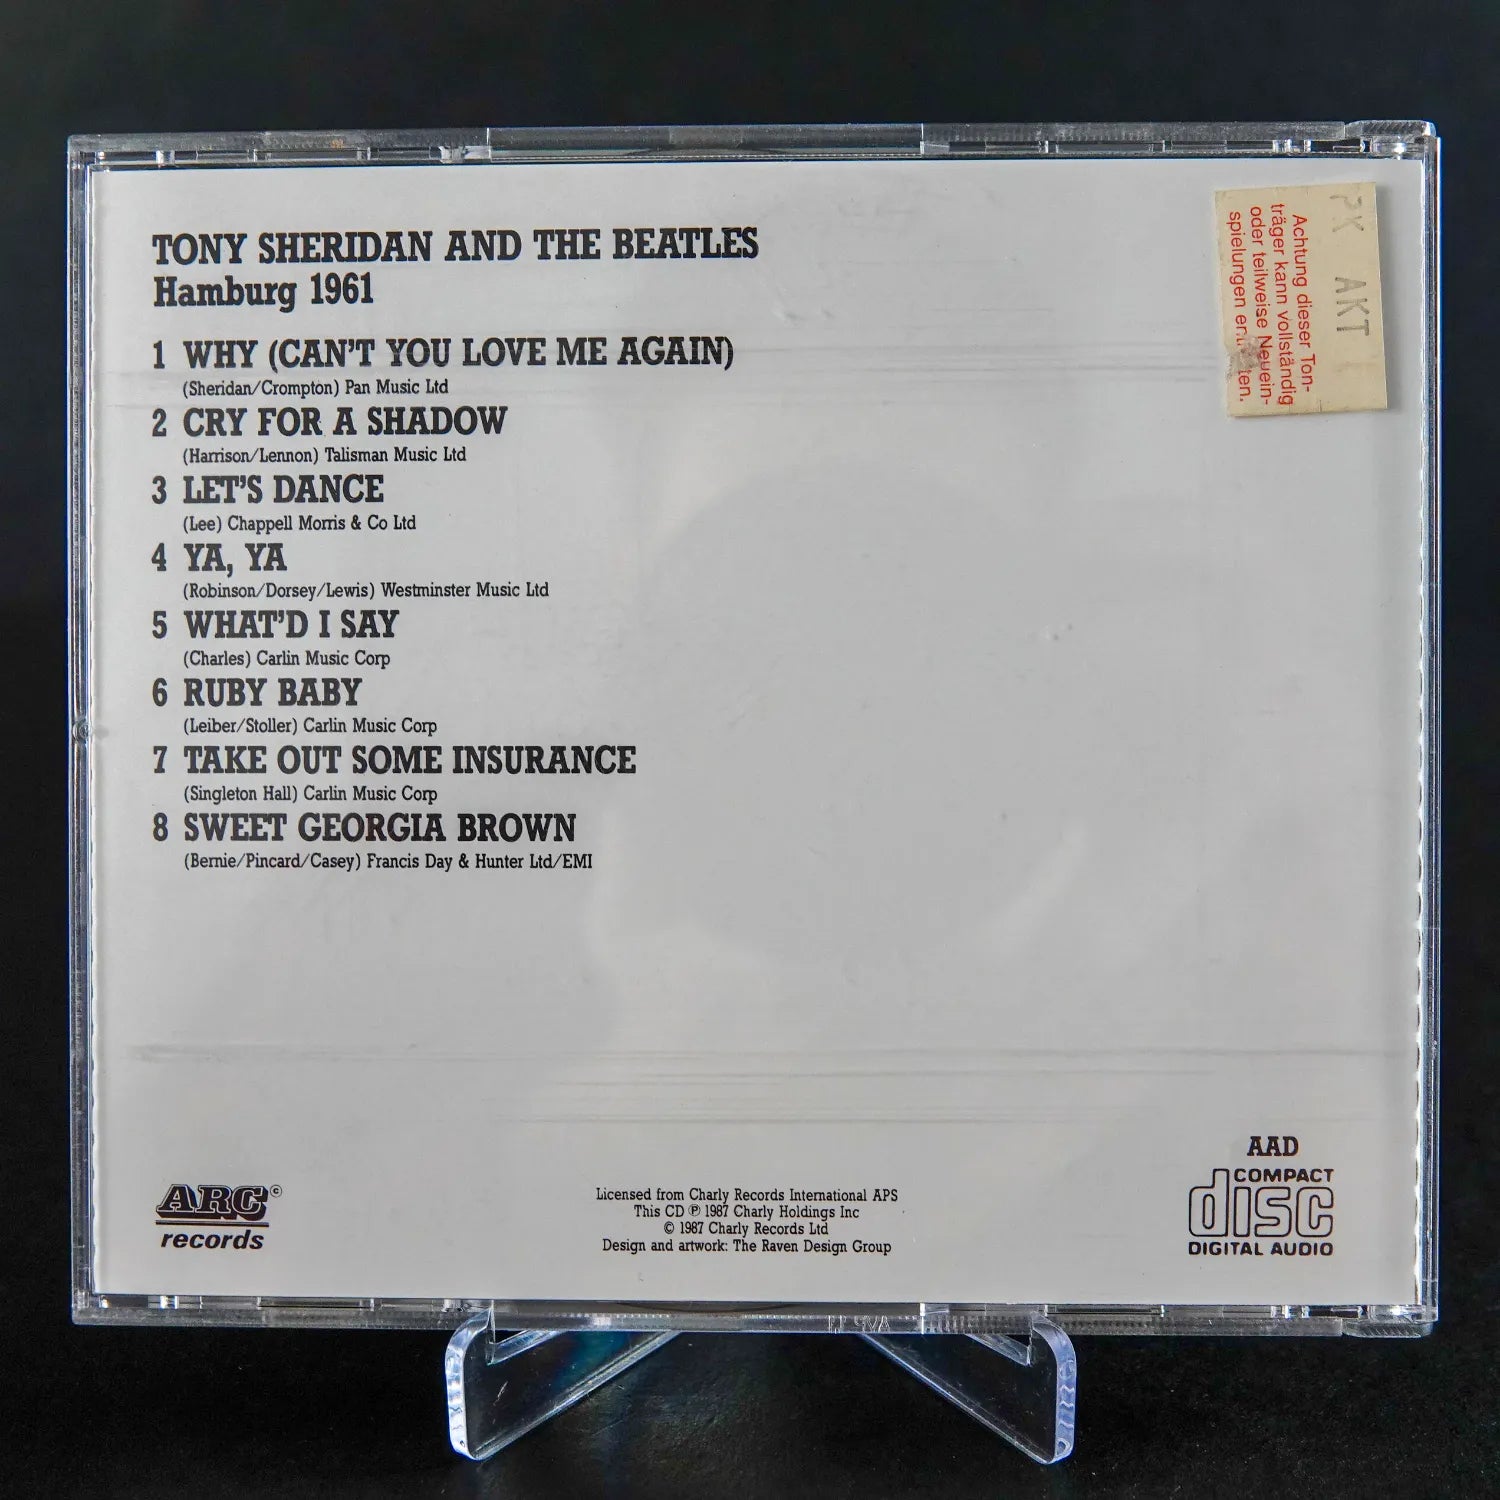 TONY SHERIDAN AND THE BEATLES
Hamburg 1961
1 WHY (CAN'T YOU LOVE ME AGAIN)
(Sheridan/Crompton) Pan Music Ltd
2 CRY FOR A SHADOW
(Harrison/Lennon) Talisman Music Ltd
3 LET'S DANCE
(Lee) Chappell Morris & Co Ltd
4 YA, YA
(Robinson/Dorsey/Lewis) Westminster Music Ltd
5 WHAT'D I SAY
(Charles) Carlin Music Corp
6 RUBY BABY
(Leiber/Stoller) Carlin Music Corp
7 TAKE OUT SOME INSURANCE
(Singleton Hall) Carlin Music Corp
8 SWEET GEORGIA BROWN
(Bernie/Pincard/Casey) Francis Day & Hunter Ltd/EMI
PK AKT
Achtung dieser Ton-
träger kann vollständig
oder teilweise Neuein-
spielungen
ARC©
records
Licensed from Charly Records International APS
This CD ℗ 1987 Charly Holdings Inc
© 1987 Charly Records Ltd
Design and artwork: The Raven Design Group
AAD
COMPACT
disc
DIGITAL AUDIO